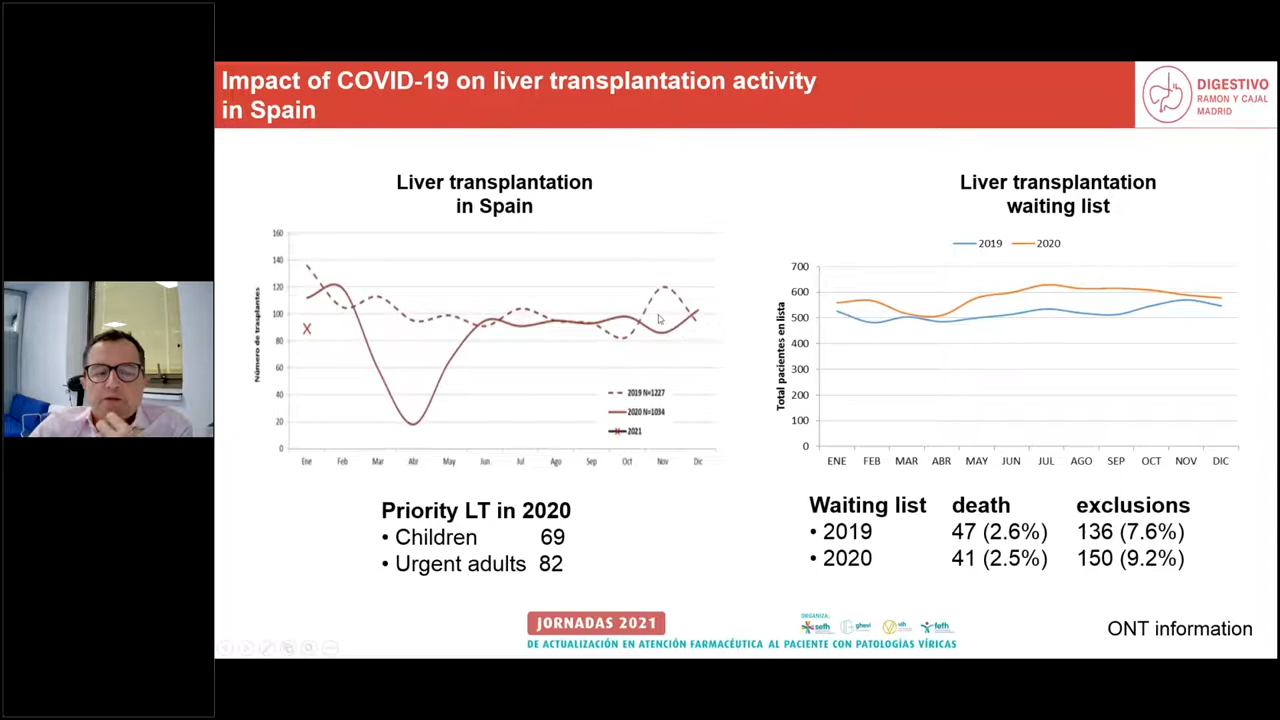 Impact of COVID-19 on liver transplantation activity
in Spain
DIGESTIVO
RAMON Y CAJAL
MADRID
Liver transplantation
in Spain
Número de trasplantes
160
140
120
100
80
60
40
20
0
Ene Feb Mar Abr May Jun Jul Ago Sep Oct Nov Dic
2019 N=1227
2020 N=1034
2021
Liver transplantation
waiting list
2019 2020
Total pacientes en lista
700
600
500
400
300
200
100
0
ENE FEB MAR ABR MAY JUN JUL AGO SEP OCT NOV DIC
Priority LT in 2020
• Children 69
• Urgent adults 82
Waiting list death exclusions
• 2019 47 (2.6%) 136 (7.6%)
• 2020 41 (2.5%) 150 (9.2%)
JORNADAS 2021
DE ACTUALIZACIÓN EN ATENCIÓN FARMACÉUTICA AL PACIENTE CON PATOLOGÍAS VÍRICAS
ORGANIZA:
sefh ghevi vih fefh
ONT information